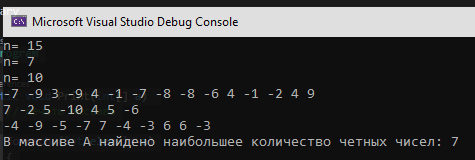 Microsoft Visual Studio Debug Console
n= 15
n= 7
n= 10
-7 -9 3 -9 4 -1 -7 -8 -8 -6 4 -1 -2 4 9
7 -2 5 -10 4 5 -6
-4 -9 -5 -7 7 -4 -3 6 6 -3
В массиве А найдено наибольшее количество четных чисел: 7